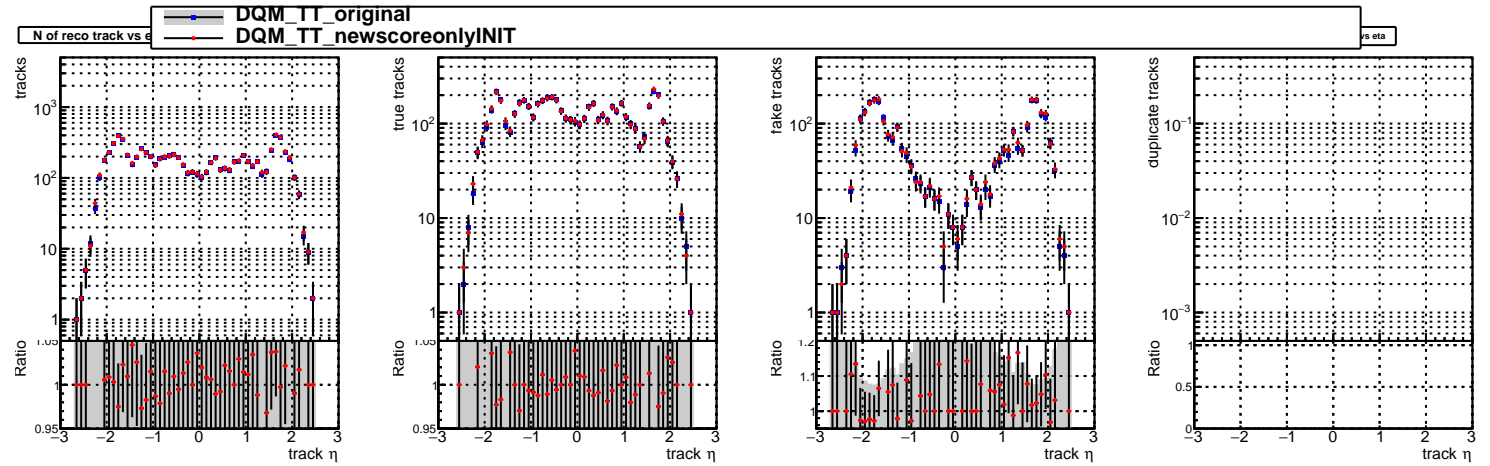 DQM_TT_original
DQM_TT_newscoreonlyINIT
N of reco track vs e
vs eta
tracks
10³
10²
10
1
Ratio
1.05
1
0.95
−3 −2 −1 0 1 2 3
track η
true tracks
10²
10
1
Ratio
1.05
1
0.95
−3 −2 −1 0 1 2 3
track η
fake tracks
10²
10
1
Ratio
1.2
1.1
1
−3 −2 −1 0 1 2 3
track η
duplicate tracks
10⁻¹
10⁻²
10⁻³
Ratio
1
0.5
0
−3 −2 −1 0 1 2 3
track η